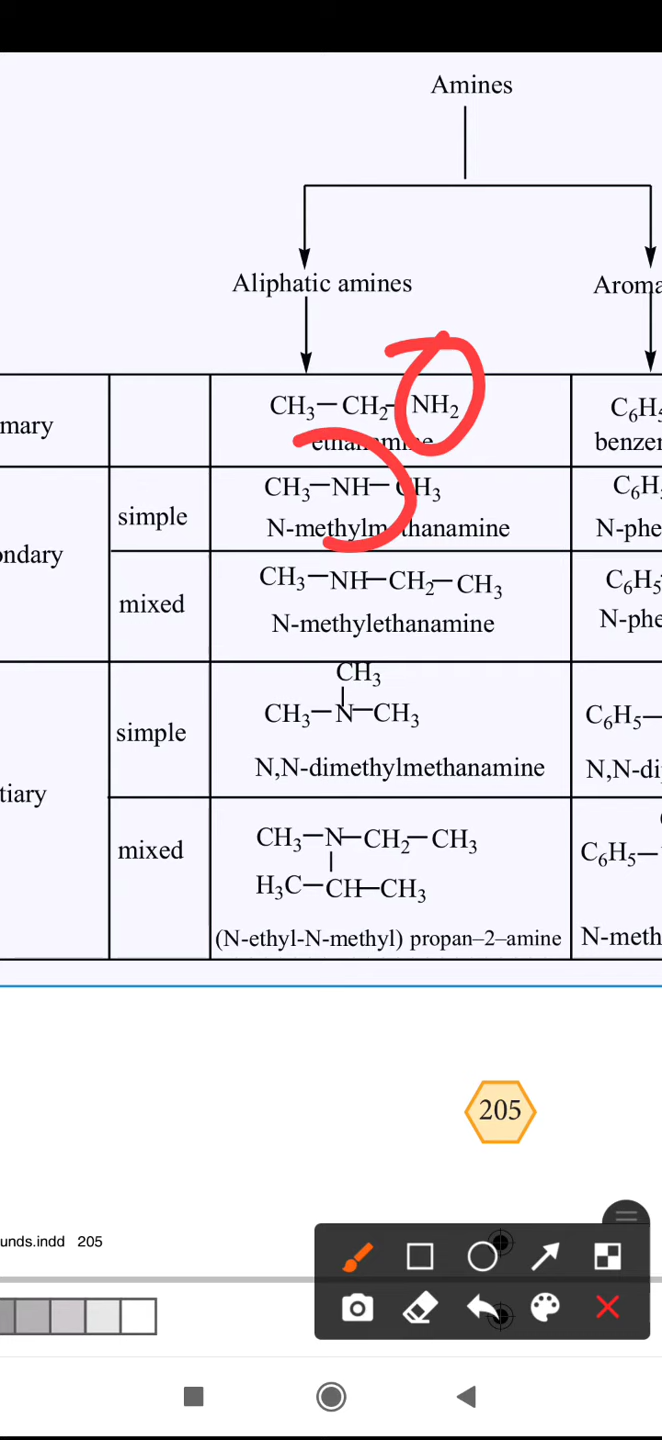 Amines
Aliphatic amines Aroma
CH₃—CH₂—NH₂ C₆H₅
mary ethanamine benzen
CH₃—NH—CH₃ C₆H
simple N-methylmethanamine N-phe
ondary
CH₃—NH—CH₂—CH₃ C₆H₅
mixed N-methylethanamine N-phe
CH₃
CH₃—N—CH₃ C₆H₅—
simple
N,N-dimethylmethanamine N,N-di
tiary
CH₃—N—CH₂—CH₃ C₆H₅—
mixed
H₃C—CH—CH₃
(N-ethyl-N-methyl) propan–2–amine N-meth
205
unds.indd 205